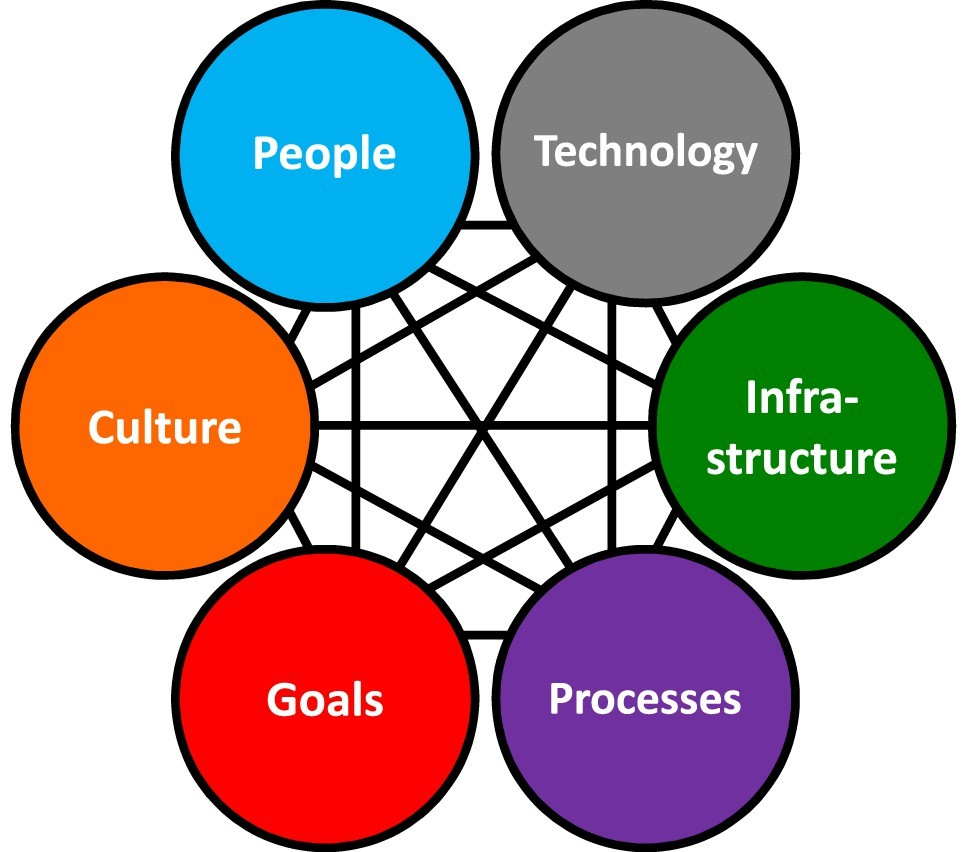 People
Technology
Culture
Infra-
structure
Goals
Processes